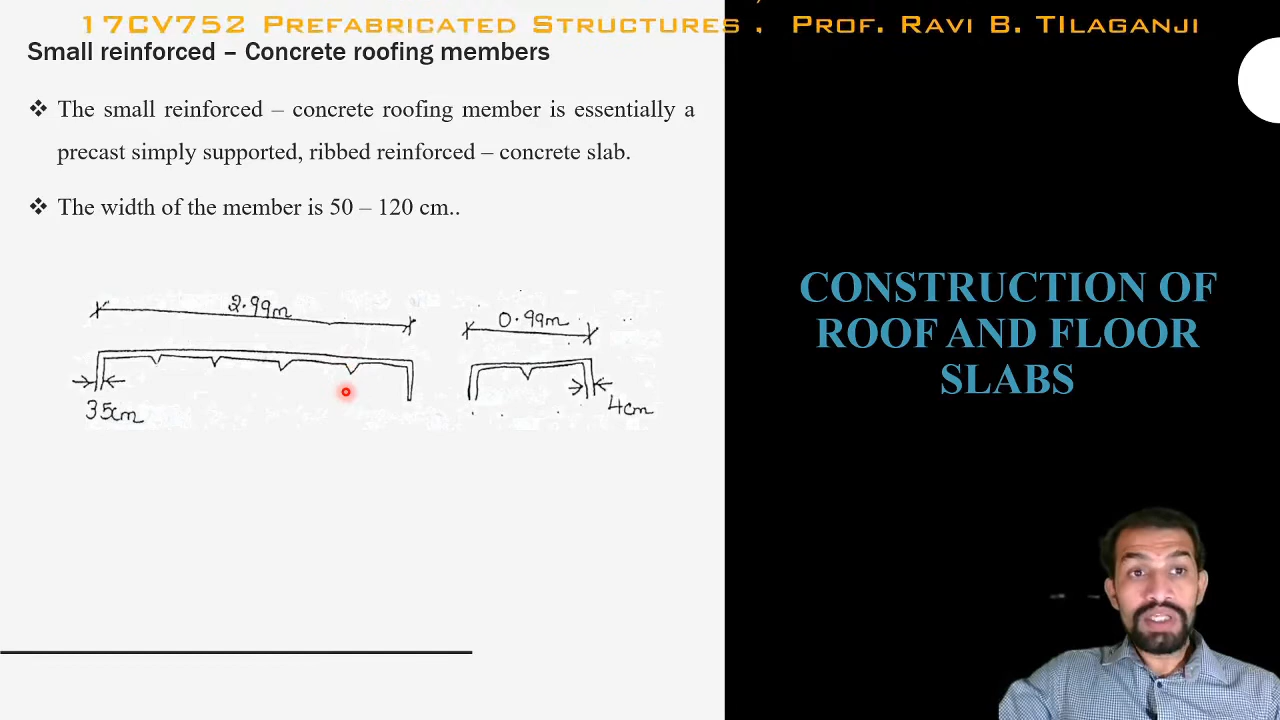 17CV752 Prefabricated Structures , Prof. Ravi B. TIlaganji
Small reinforced – Concrete roofing members
❖ The small reinforced – concrete roofing member is essentially a
precast simply supported, ribbed reinforced – concrete slab.
❖ The width of the member is 50 – 120 cm..
2.99m
0.99m
35cm
4cm
CONSTRUCTION OF
ROOF AND FLOOR
SLABS